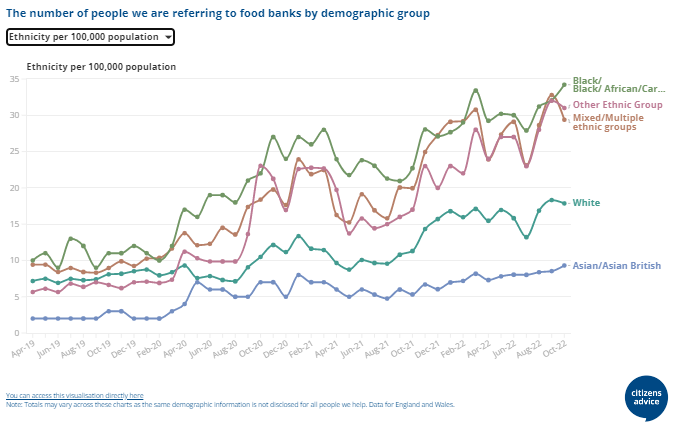 The number of people we are referring to food banks by demographic group
Ethnicity per 100,000 population
Ethnicity per 100,000 population
35
30
25
20
15
10
5
0
Black/
Black/ African/Car...
Other Ethnic Group
Mixed/Multiple
ethnic groups
White
Asian/Asian British
Apr-19
Jun-19
Aug-19
Oct-19
Dec-19
Feb-20
Apr-20
Jun-20
Aug-20
Oct-20
Dec-20
Feb-21
Apr-21
Jun-21
Aug-21
Oct-21
Dec-21
Feb-22
Apr-22
Jun-22
Aug-22
Oct-22
You can access this visualisation directly here
Note: Totals may vary across these charts as the same demographic information is not disclosed for all people we help. Data for England and Wales.
citizens
advice